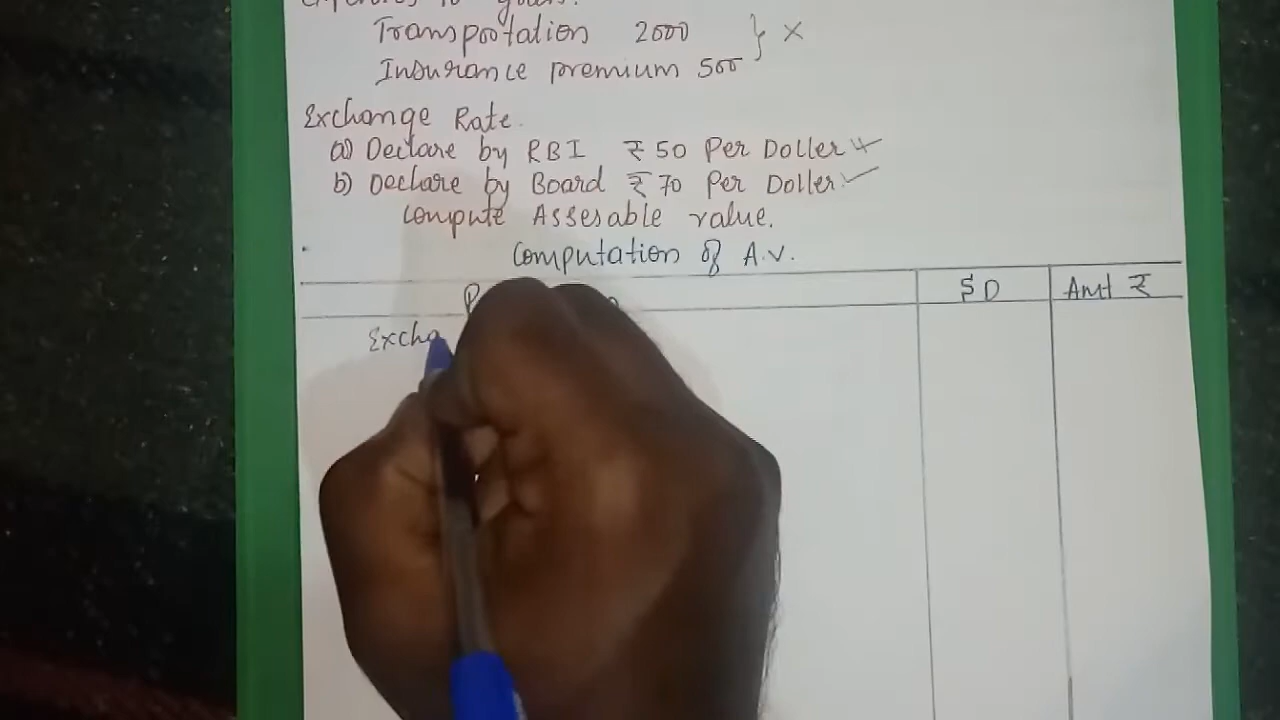 Transportation 2000 } ×
Insurance premium 500
Exchange Rate.
a) Declare by RBI ₹ 50 Per Doller ×
b) Declare by Board ₹ 70 Per Doller ✓
Compute Assesable value.
Computation of A.V.
$ D Amt ₹
Excha